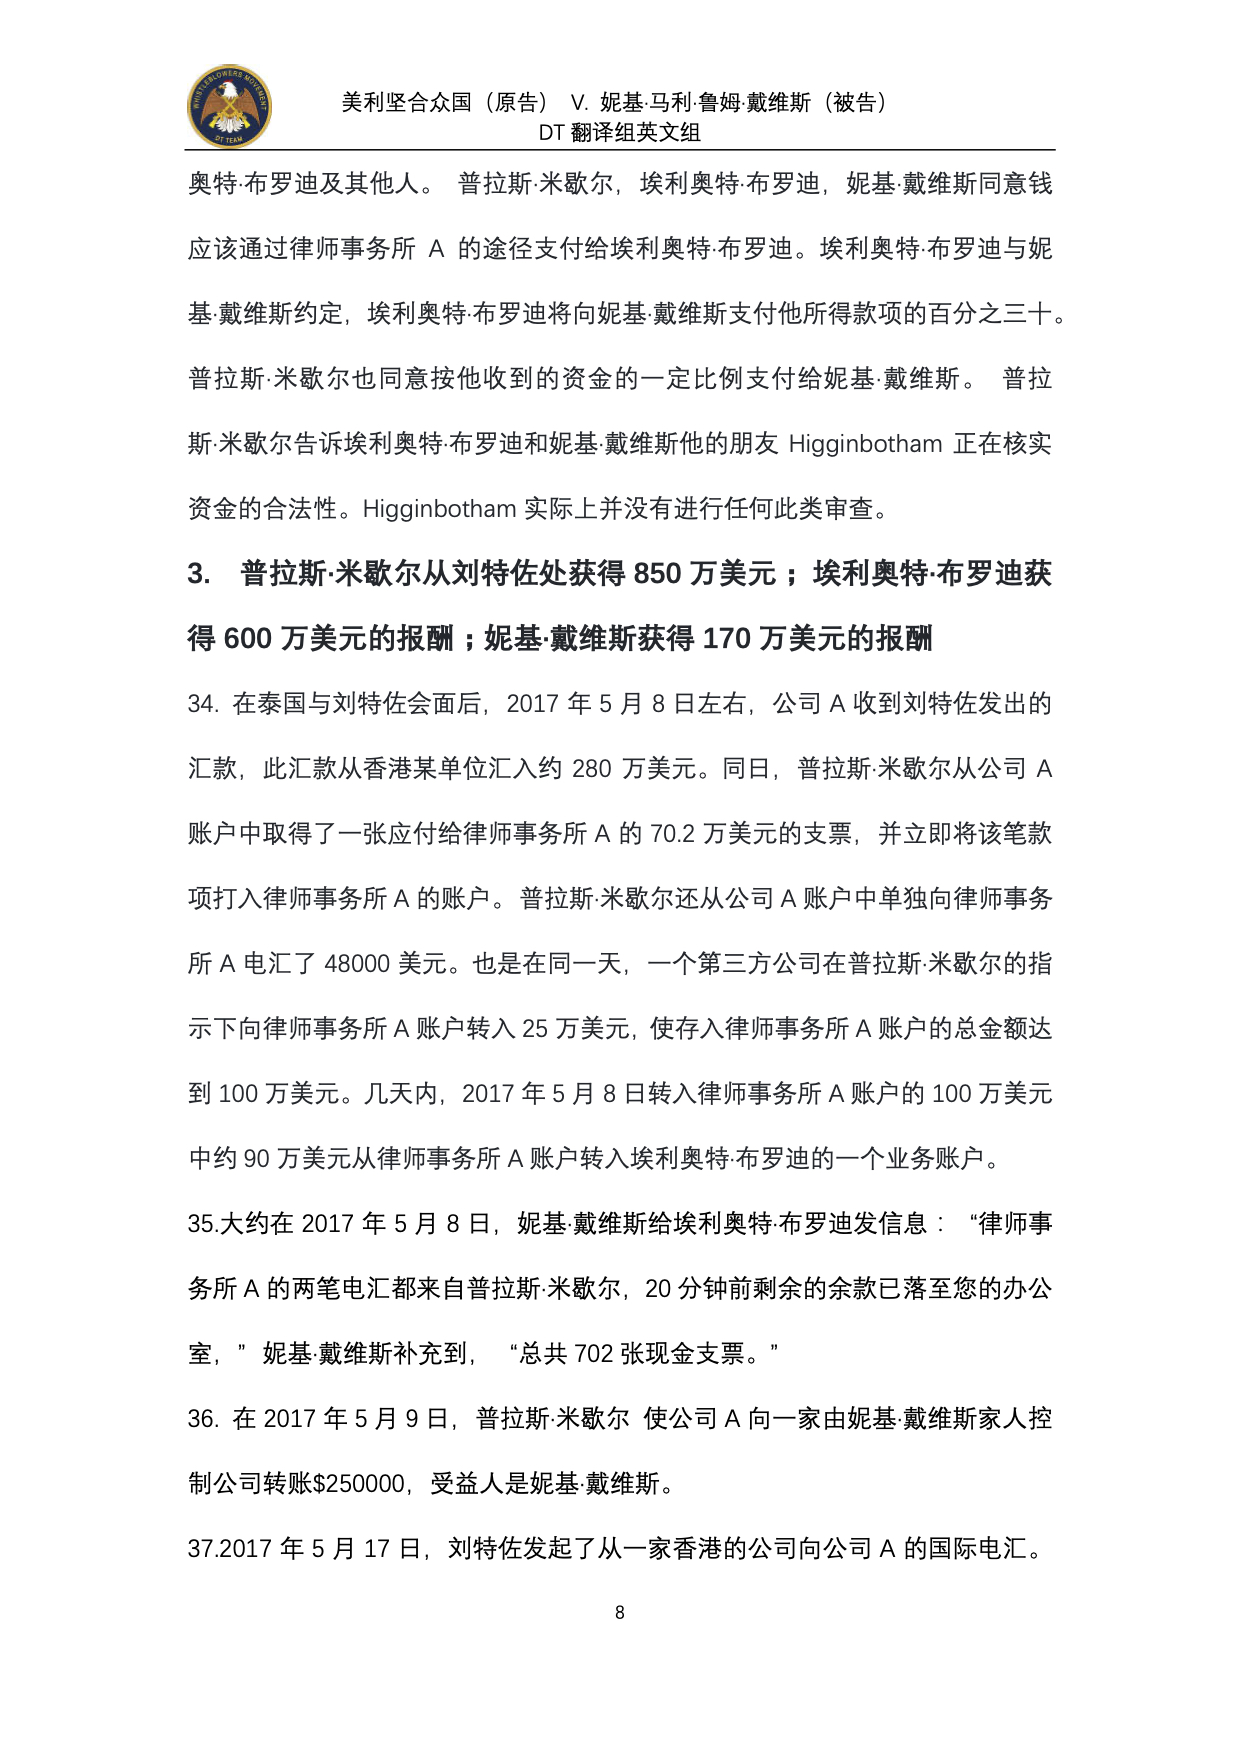 WHISTLEBLOWERS MOVEMENT
DT TEAM
美利坚合众国（原告） V. 妮基·马利·鲁姆·戴维斯（被告）
DT 翻译组英文组
奥特·布罗迪及其他人。 普拉斯·米歇尔，埃利奥特·布罗迪，妮基·戴维斯同意钱
应该通过律师事务所 A 的途径支付给埃利奥特·布罗迪。埃利奥特·布罗迪与妮
基·戴维斯约定，埃利奥特·布罗迪将向妮基·戴维斯支付他所得款项的百分之三十。
普拉斯·米歇尔也同意按他收到的资金的一定比例支付给妮基·戴维斯。 普拉
斯·米歇尔告诉埃利奥特·布罗迪和妮基·戴维斯他的朋友 Higginbotham 正在核实
资金的合法性。Higginbotham 实际上并没有进行任何此类审查。
3. 普拉斯·米歇尔从刘特佐处获得 850 万美元；埃利奥特·布罗迪获
得 600 万美元的报酬；妮基·戴维斯获得 170 万美元的报酬
34. 在泰国与刘特佐会面后，2017 年 5 月 8 日左右，公司 A 收到刘特佐发出的
汇款，此汇款从香港某单位汇入约 280 万美元。同日，普拉斯·米歇尔从公司 A
账户中取得了一张应付给律师事务所 A 的 70.2 万美元的支票，并立即将该笔款
项打入律师事务所 A 的账户。普拉斯·米歇尔还从公司 A 账户中单独向律师事务
所 A 电汇了 48000 美元。也是在同一天，一个第三方公司在普拉斯·米歇尔的指
示下向律师事务所 A 账户转入 25 万美元，使存入律师事务所 A 账户的总金额达
到 100 万美元。几天内，2017 年 5 月 8 日转入律师事务所 A 账户的 100 万美元
中约 90 万美元从律师事务所 A 账户转入埃利奥特·布罗迪的一个业务账户。
35.大约在 2017 年 5 月 8 日，妮基·戴维斯给埃利奥特·布罗迪发信息： “律师事
务所 A 的两笔电汇都来自普拉斯·米歇尔，20 分钟前剩余的余款已落至您的办公
室，” 妮基·戴维斯补充到， “总共 702 张现金支票。”
36. 在 2017 年 5 月 9 日，普拉斯·米歇尔 使公司 A 向一家由妮基·戴维斯家人控
制公司转账$250000，受益人是妮基·戴维斯。
37.2017 年 5 月 17 日，刘特佐发起了从一家香港的公司向公司 A 的国际电汇。
8